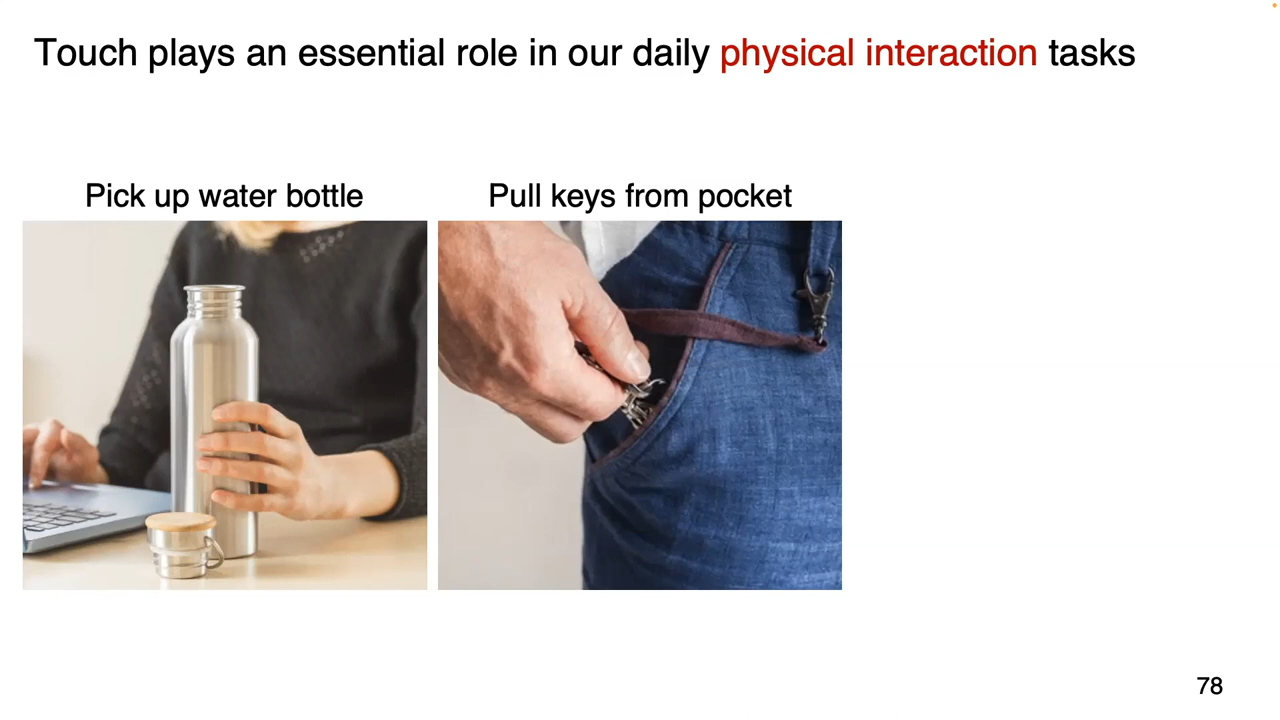 Touch plays an essential role in our daily physical interaction tasks
Pick up water bottle
Pull keys from pocket
78